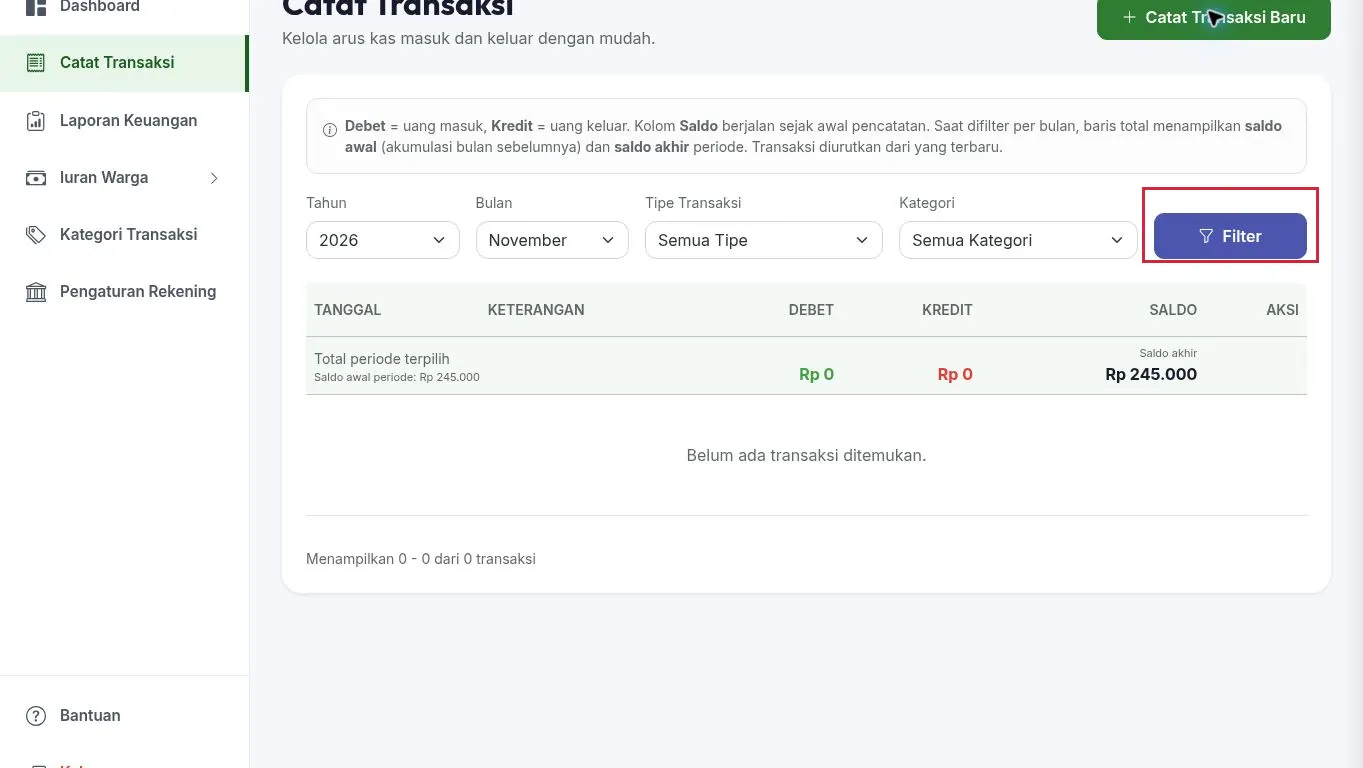 Dashboard
Catat Transaksi
Laporan Keuangan
Iuran Warga
Kategori Transaksi
Pengaturan Rekening
Bantuan
Catat Transaksi
Kelola arus kas masuk dan keluar dengan mudah.
+ Catat Transaksi Baru
Debet = uang masuk, Kredit = uang keluar. Kolom Saldo berjalan sejak awal pencatatan. Saat difilter per bulan, baris total menampilkan saldo
awal (akumulasi bulan sebelumnya) dan saldo akhir periode. Transaksi diurutkan dari yang terbaru.
Tahun Bulan Tipe Transaksi Kategori
2026 November Semua Tipe Semua Kategori Filter
TANGGAL KETERANGAN DEBET KREDIT SALDO AKSI
Total periode terpilih Saldo akhir
Saldo awal periode: Rp 245.000 Rp 0 Rp 0 Rp 245.000
Belum ada transaksi ditemukan.
Menampilkan 0 - 0 dari 0 transaksi